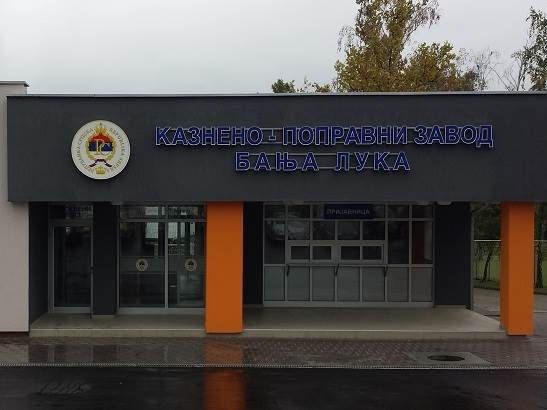 КАЗНЕНО - ПОПРАВНИ ЗАВОД
БАЊА ЛУКА
ПРИЈАВНИЦА